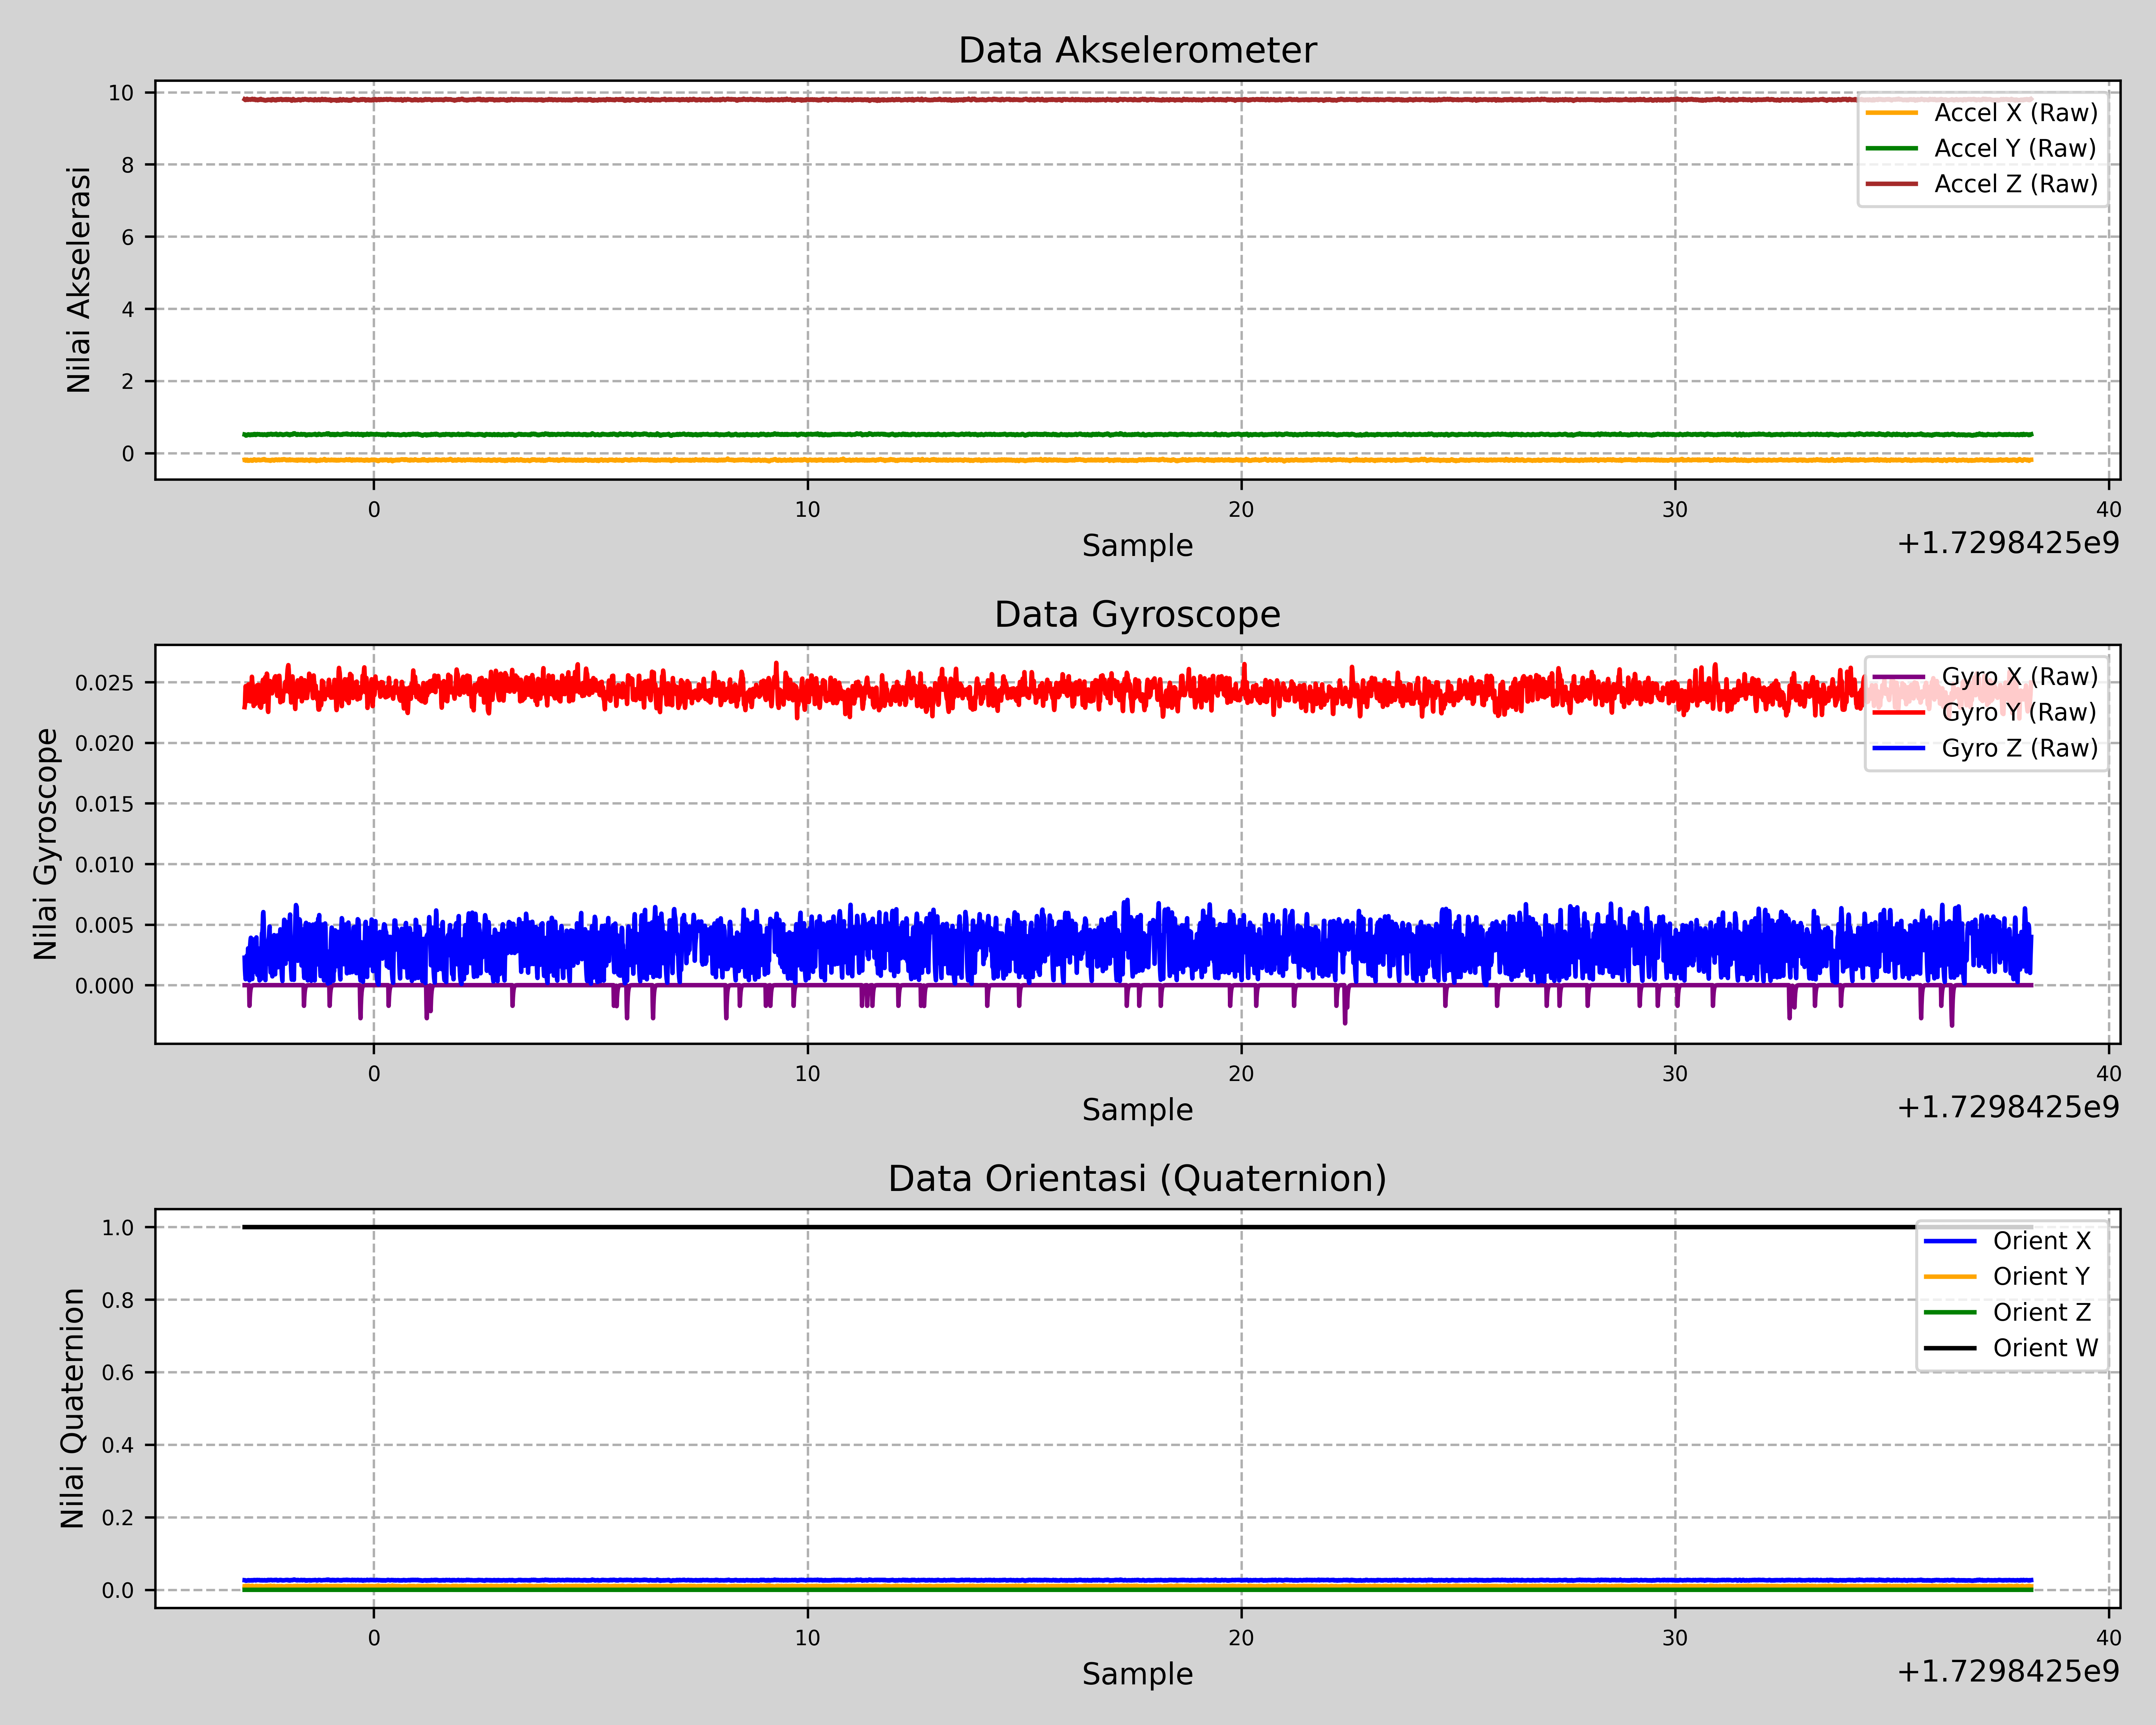 Data Akselerometer
10
8
6
4
2
0
Nilai Akselerasi
Accel X (Raw)
Accel Y (Raw)
Accel Z (Raw)
0 10 20 30 40
Sample
+1.7298425e9
Data Gyroscope
0.025
0.020
0.015
0.010
0.005
0.000
Nilai Gyroscope
Gyro X (Raw)
Gyro Y (Raw)
Gyro Z (Raw)
0 10 20 30 40
Sample
+1.7298425e9
Data Orientasi (Quaternion)
1.0
0.8
0.6
0.4
0.2
0.0
Nilai Quaternion
Orient X
Orient Y
Orient Z
Orient W
0 10 20 30 40
Sample
+1.7298425e9